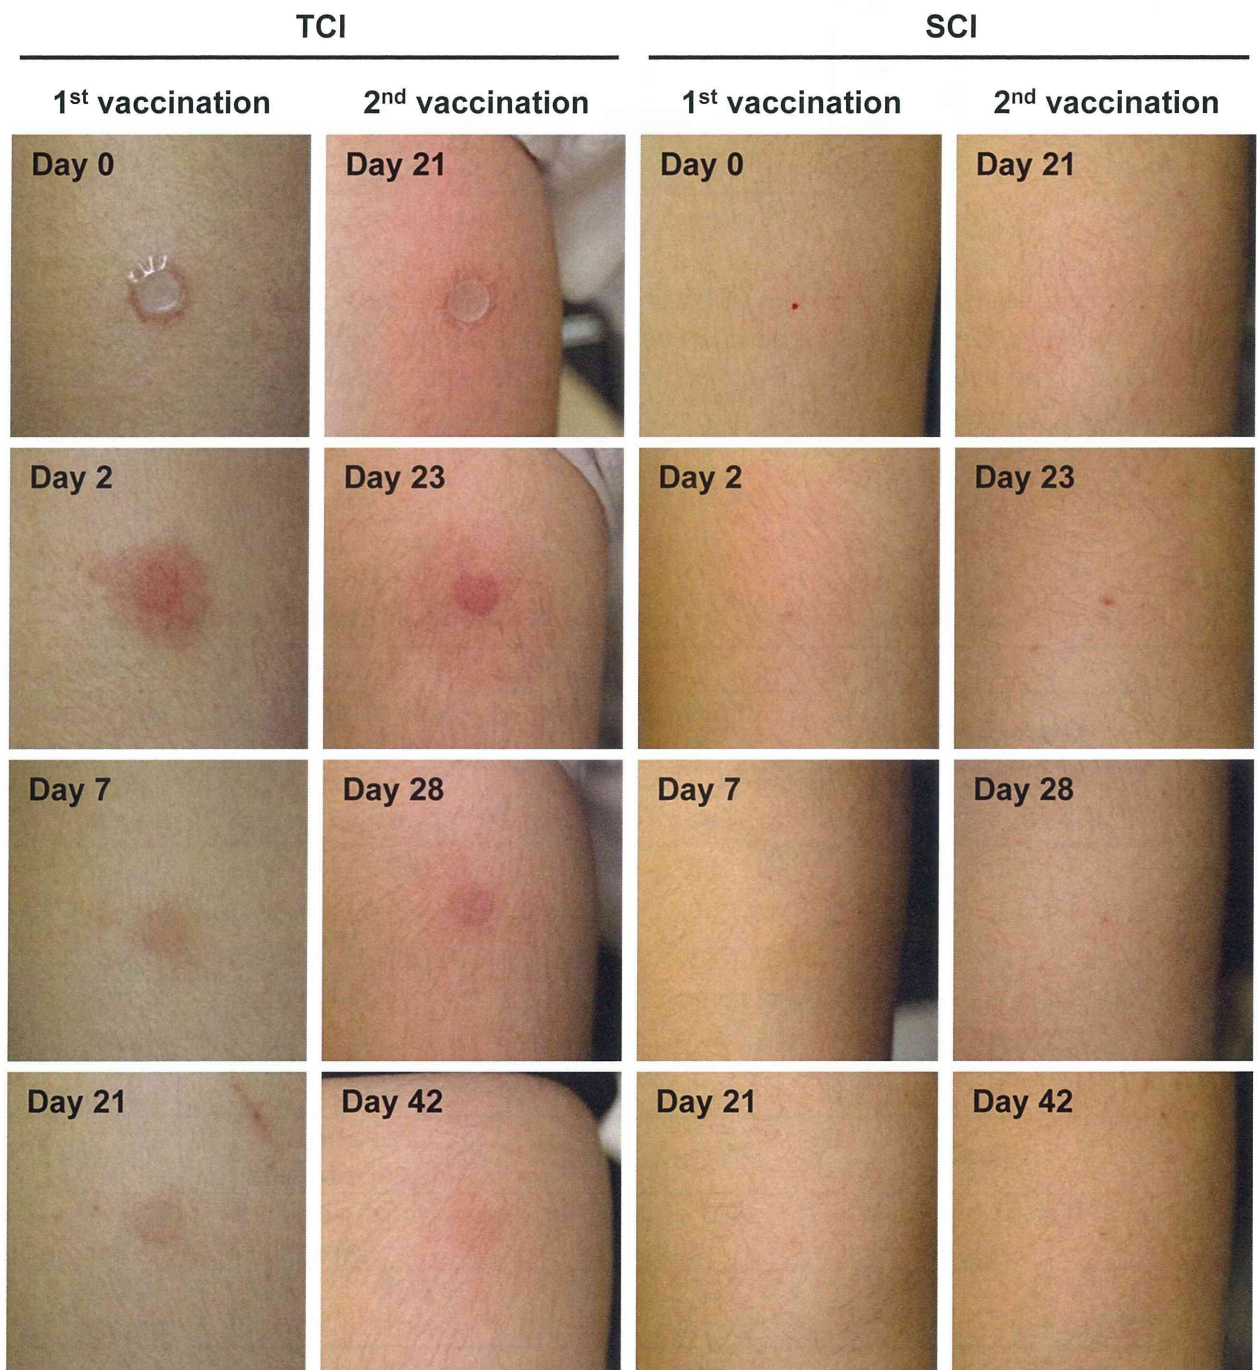 TCI SCI
1st vaccination 2nd vaccination 1st vaccination 2nd vaccination
Day 0 Day 21 Day 0 Day 21
Day 2 Day 23 Day 2 Day 23
Day 7 Day 28 Day 7 Day 28
Day 21 Day 42 Day 21 Day 42